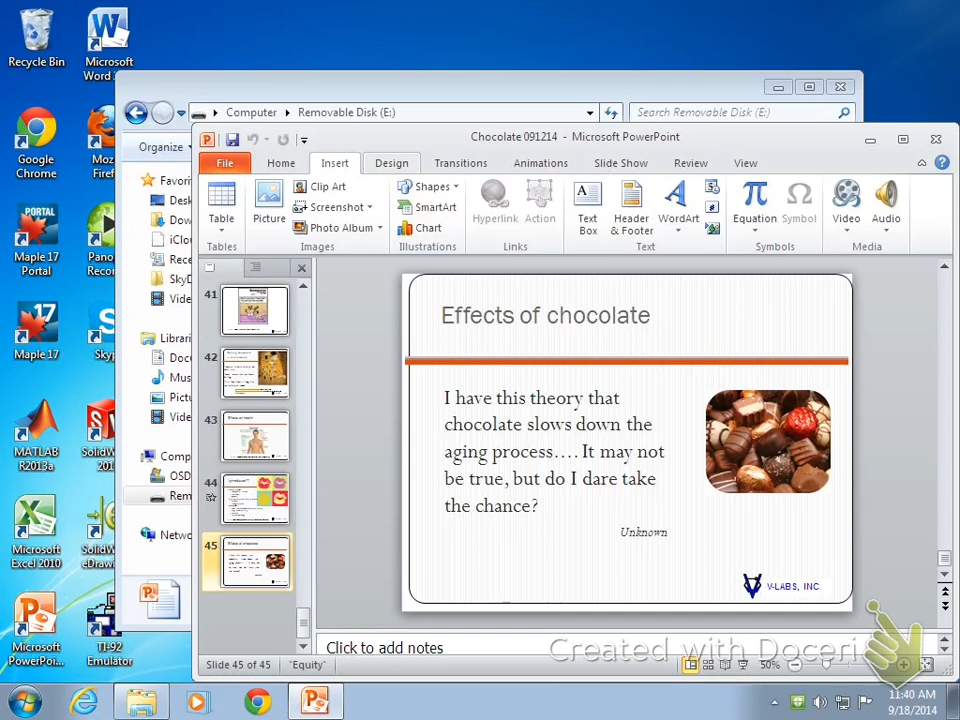 Recycle Bin
Microsoft
Word
Google
Chrome
Maple 17
Portal
Maple 17
MATLAB
R2013a
Microsoft
Excel 2010
Microsoft
PowerPoi...
TI-92
Emulator
Computer
Removable Disk (E:)
Search Removable Disk (E:)
Organize
Chocolate 091214 - Microsoft PowerPoint
File
Home
Insert
Design
Transitions
Animations
Slide Show
Review
View
Table
Picture
Clip Art
Screenshot
Photo Album
Shapes
SmartArt
Chart
Hyperlink
Action
Text
Box
Header
& Footer
WordArt
Equation
Symbol
Video
Audio
Tables
Images
Illustrations
Links
Text
Symbols
Media
41
42
43
44
45
Effects of chocolate
I have this theory that
chocolate slows down the
aging process.... It may not
be true, but do I dare take
the chance?
Unknown
V-LABS, INC.
Click to add notes
Slide 45 of 45
"Equity"
50%
Created with Doceri
11:40 AM
9/18/2014